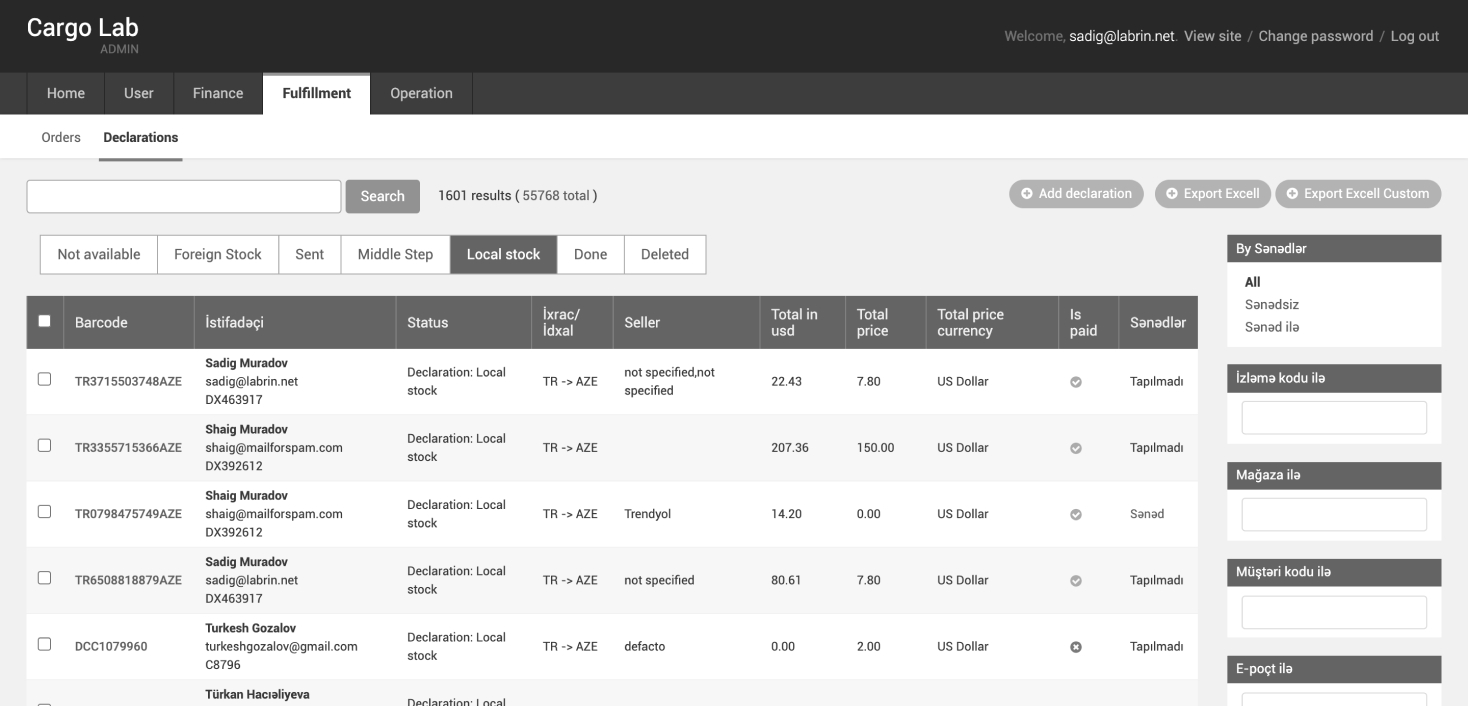 Cargo Lab
ADMIN
Welcome, sadig@labrin.net. View site / Change password / Log out
Home User Finance Fulfillment Operation
Orders Declarations
Search 1601 results ( 55768 total ) Add declaration Export Excell Export Excell Custom
Not available Foreign Stock Sent Middle Step Local stock Done Deleted
Barcode İstifadəçi Status İxrac/ İdxal Seller Total in usd Total price Total price currency Is paid Sənədlər
Sadig Muradov
TR3715503748AZE sadig@labrin.net Declaration: Local stock TR -> AZE not specified,not specified 22.43 7.80 US Dollar Tapılmadı
DX463917
Shaig Muradov
TR3355715366AZE shaig@mailforspam.com Declaration: Local stock TR -> AZE 207.36 150.00 US Dollar Tapılmadı
DX392612
Shaig Muradov
TR0798475749AZE shaig@mailforspam.com Declaration: Local stock TR -> AZE Trendyol 14.20 0.00 US Dollar Sənəd
DX392612
Sadig Muradov
TR6508818879AZE sadig@labrin.net Declaration: Local stock TR -> AZE not specified 80.61 7.80 US Dollar Tapılmadı
DX463917
Turkesh Gozalov
DCC1079960 turkeshgozalov@gmail.com Declaration: Local stock TR -> AZE defacto 0.00 2.00 US Dollar Tapılmadı
C8796
Türkan Hacıəliyeva
Declaration: Local
By Sənədlər
All
Sənədsiz
Sənəd ilə
İzləmə kodu ilə
Mağaza ilə
Müştəri kodu ilə
E-poçt ilə